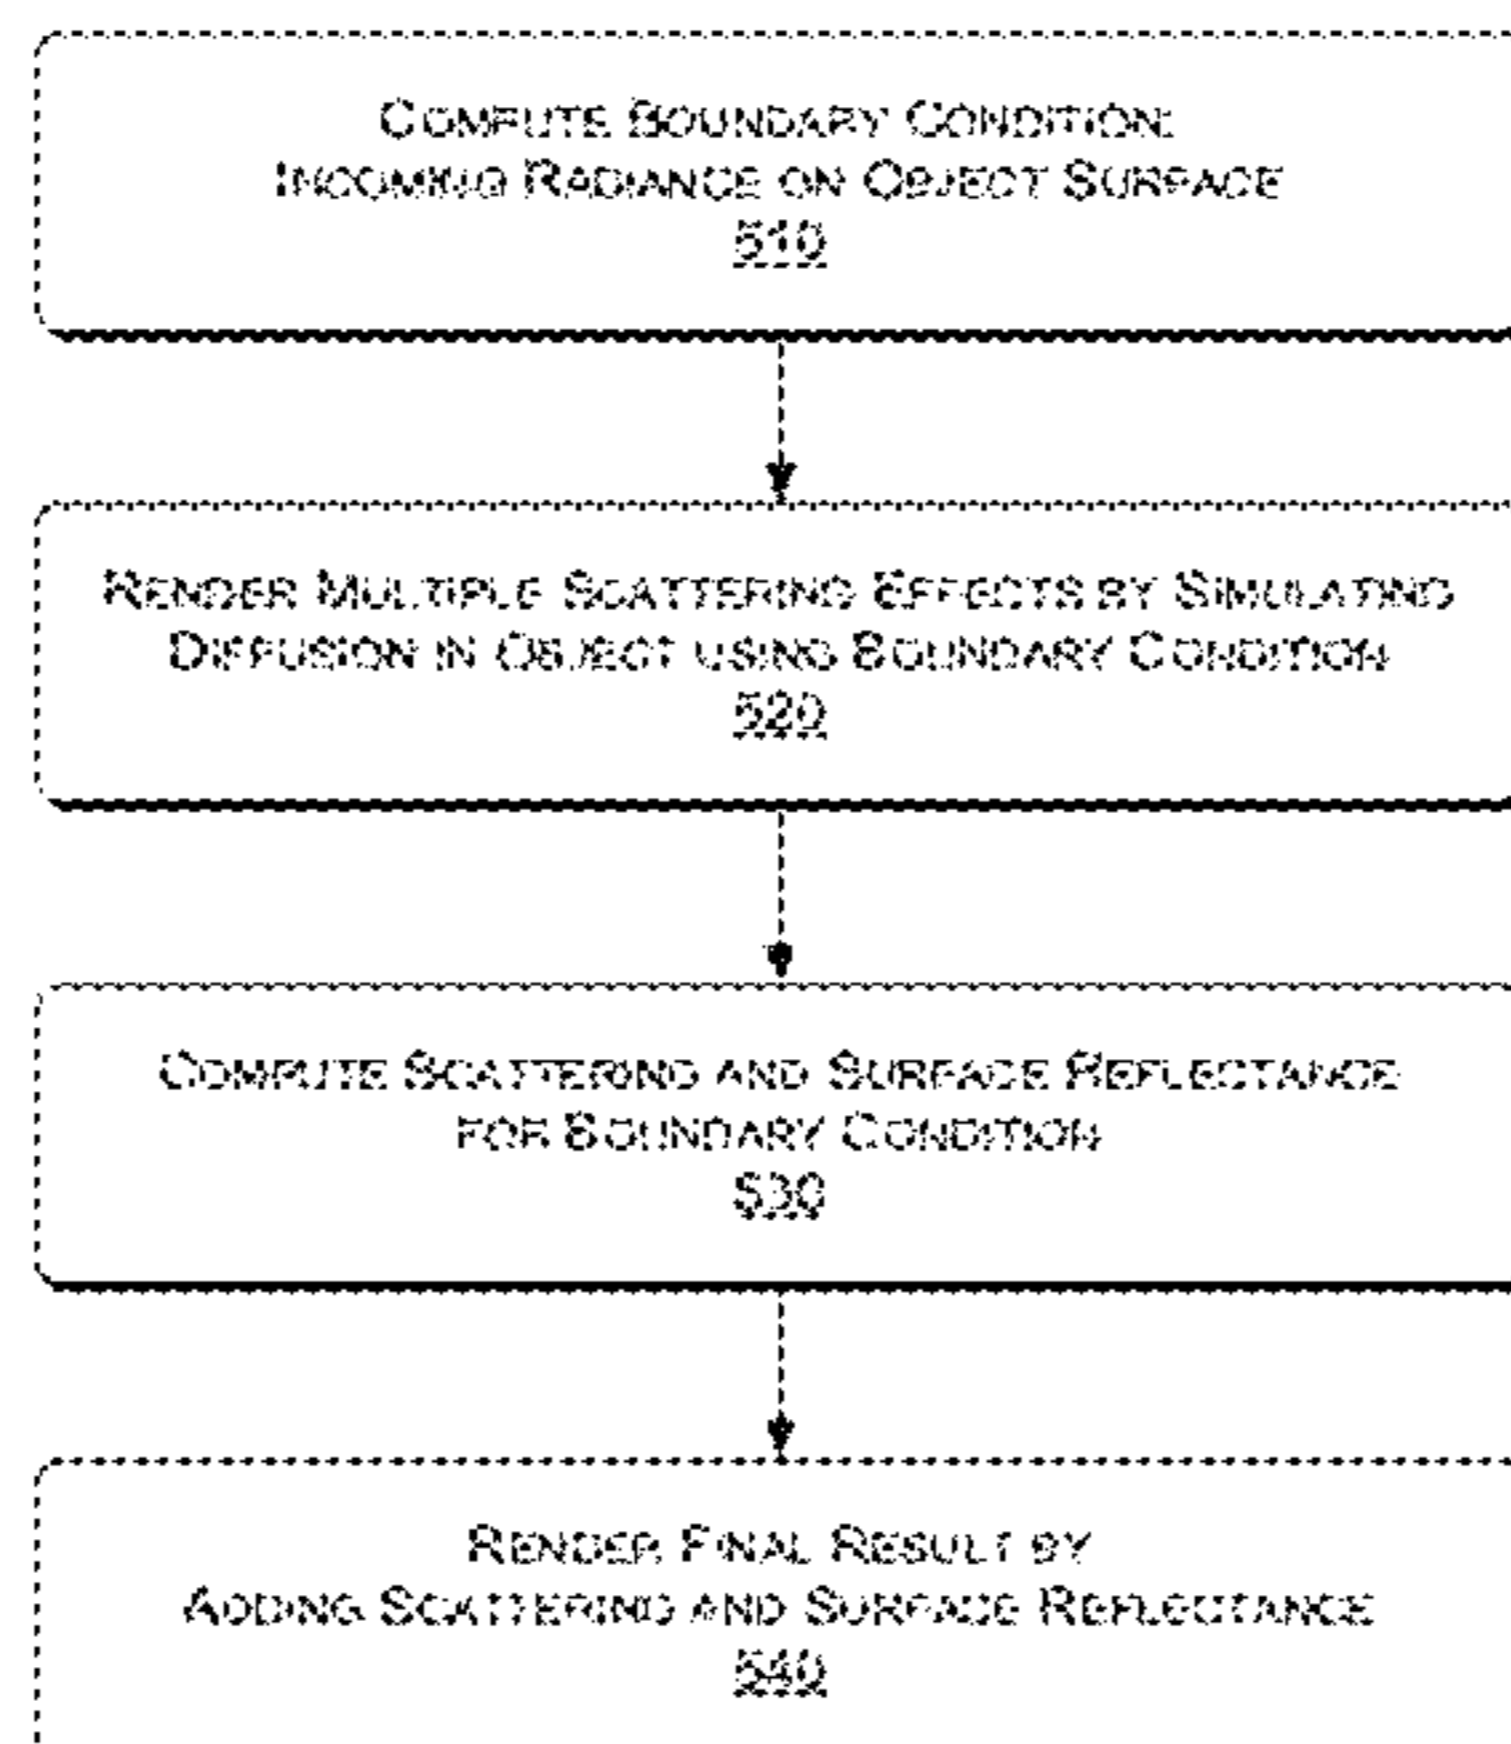 COMPUTE BOUNDARY CONDITION:
INCOMING RADIANCE ON OBJECT SURFACE
510
RENDER MULTIPLE SCATTERING EFFECTS BY SIMULATING
DIFFUSION IN OBJECT USING BOUNDARY CONDITION
520
COMPUTE SCATTERING AND SURFACE REFLECTANCE
FOR BOUNDARY CONDITION
530
RENDER FINAL RESULT BY
ADDING SCATTERING AND SURFACE REFLECTANCE
540